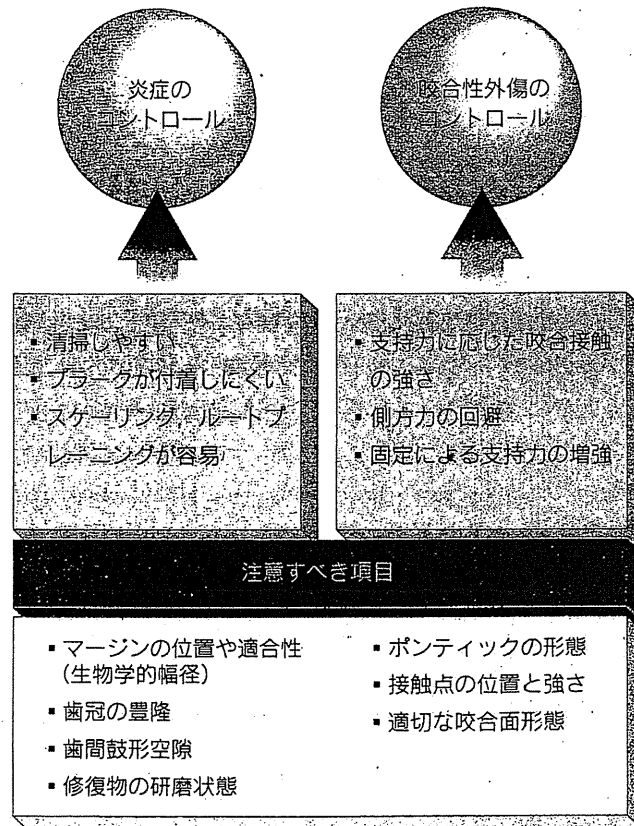 炎症の
コントロール
咬合性外傷の
コントロール
▪清掃しやすい
▪プラークが付着しにくい
▪スケーリング，ルートプ
レーニングが容易
▪支持力に応じた咬合接触
の強さ
▪側方力の回避
▪固定による支持力の増強
注意すべき項目
▪マージンの位置や適合性
（生物学的幅径）
▪歯冠の豊隆
▪歯間鼓形空隙
▪修復物の研磨状態
▪ポンティックの形態
▪接触点の位置と強さ
▪適切な咬合面形態